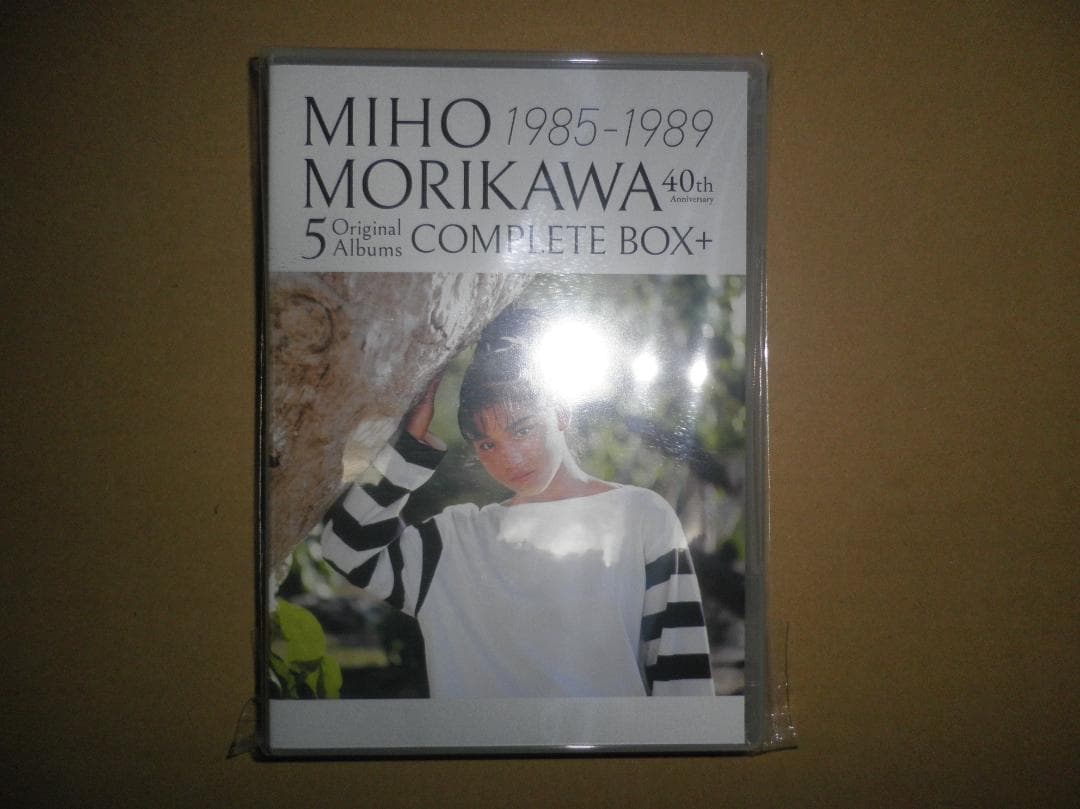 MIHO 1985-1989
MORIKAWA 40th
Anniversary
5 Original
Albums COMPLETE BOX+